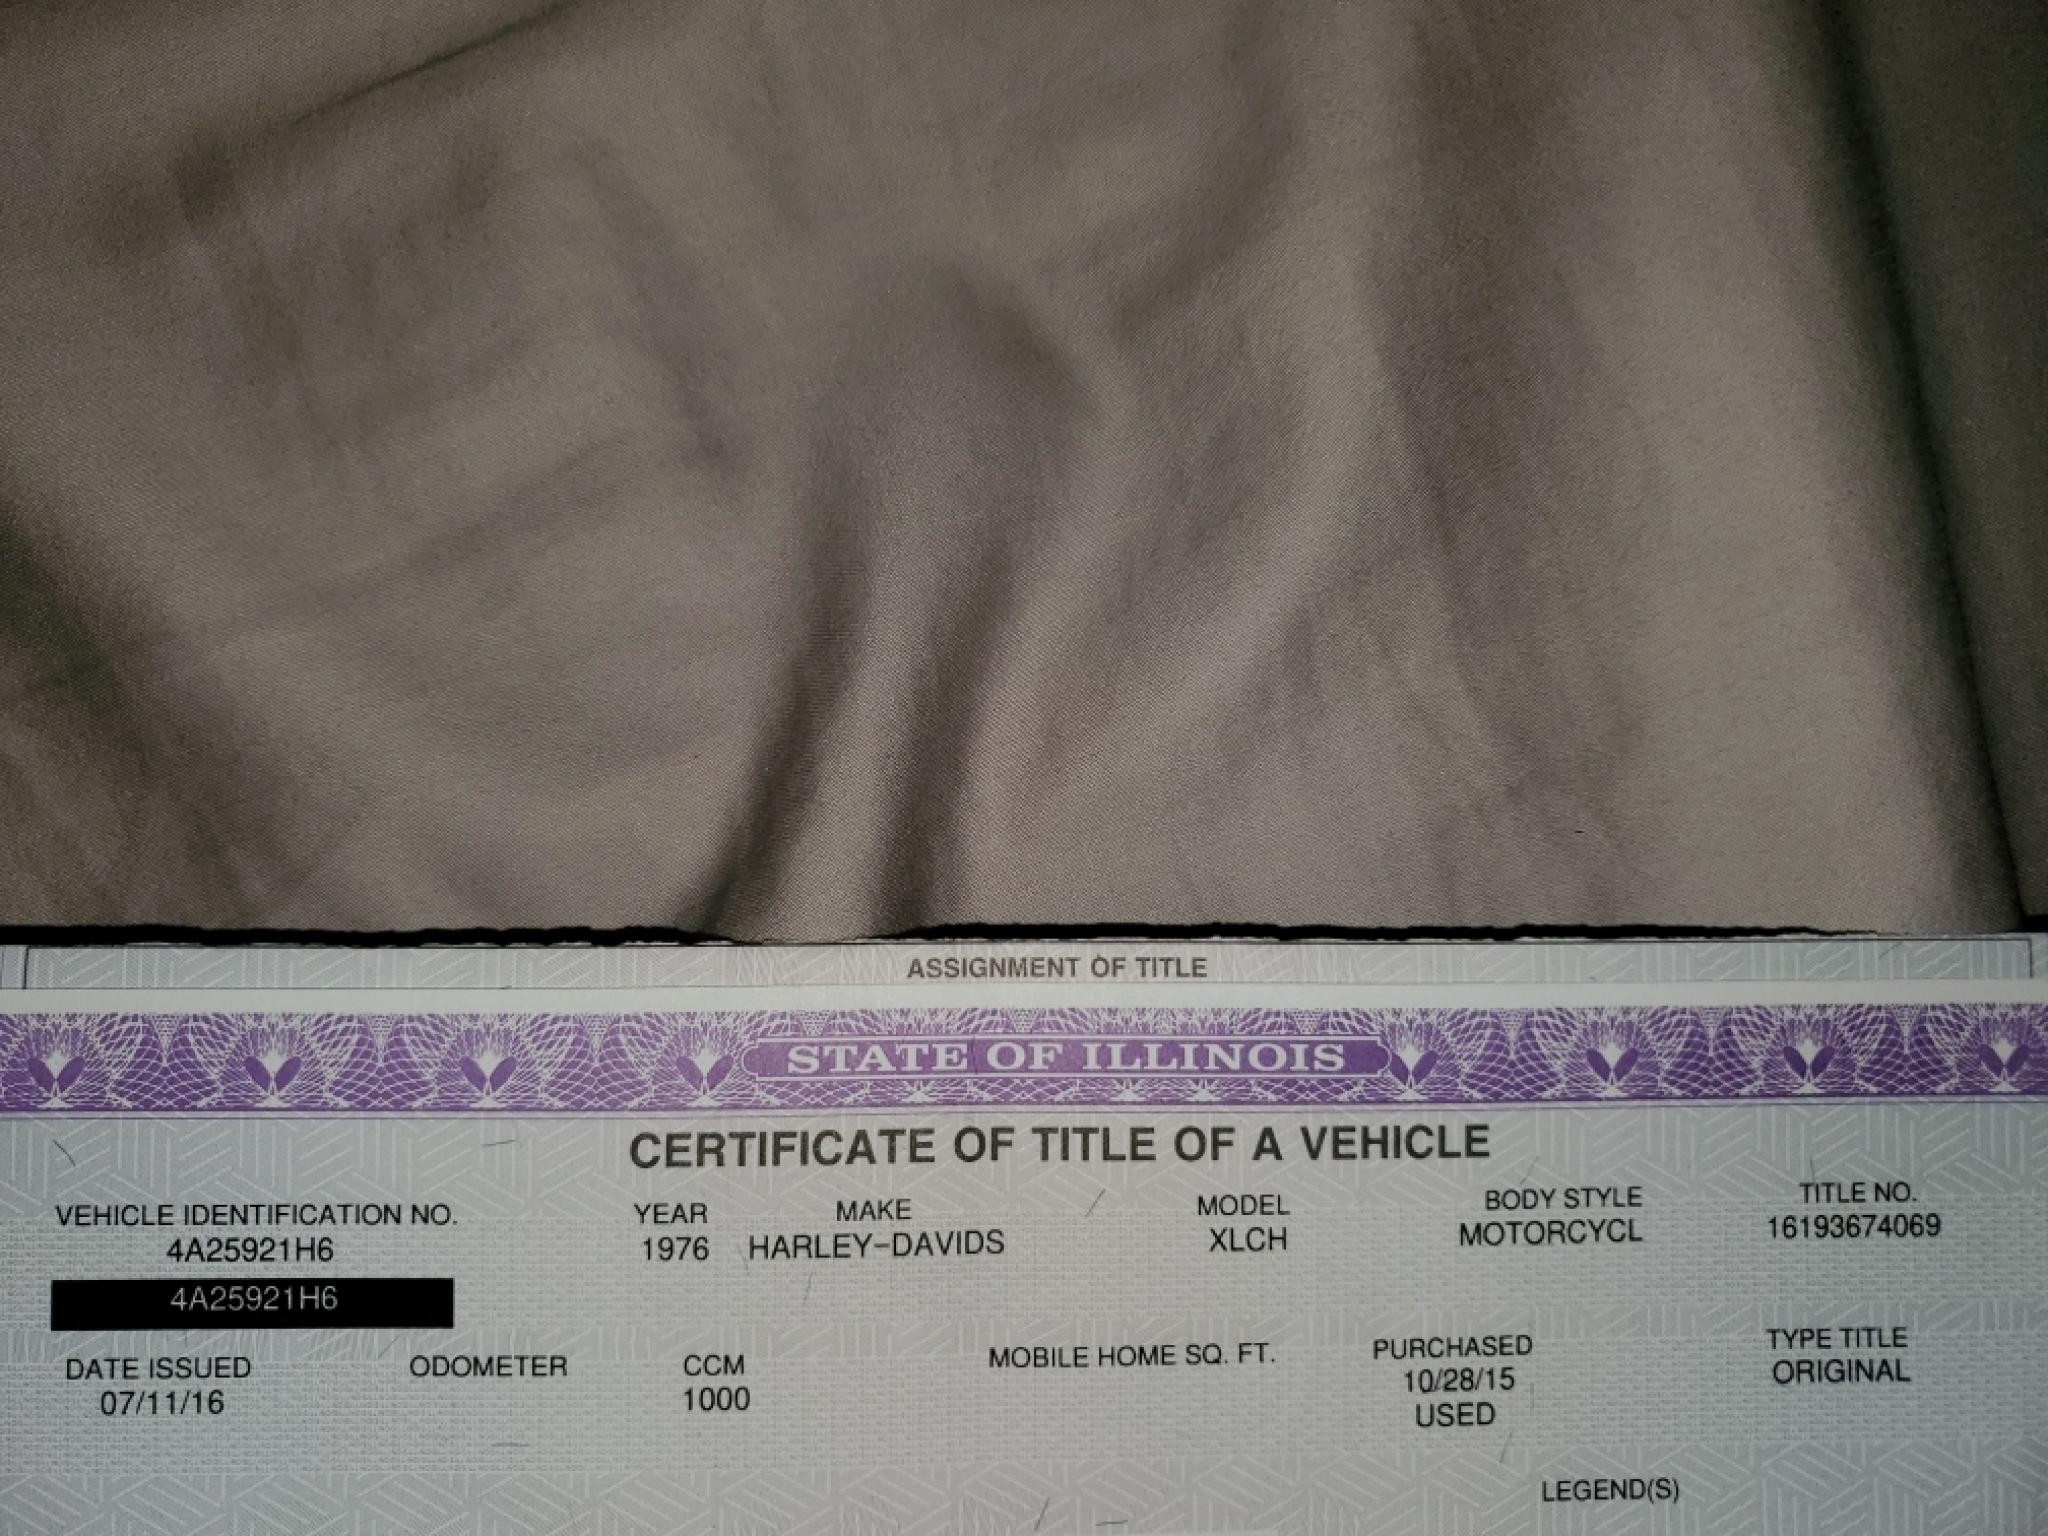 ASSIGNMENT OF TITLE
STATE OF ILLINOIS
CERTIFICATE OF TITLE OF A VEHICLE
VEHICLE IDENTIFICATION NO. YEAR MAKE MODEL BODY STYLE TITLE NO.
4A25921H6 1976 HARLEY-DAVIDS XLCH MOTORCYCL 16193674069
4A25921H6
DATE ISSUED ODOMETER CCM MOBILE HOME SQ. FT. PURCHASED TYPE TITLE
07/11/16 1000 10/28/15 ORIGINAL
USED
LEGEND(S)